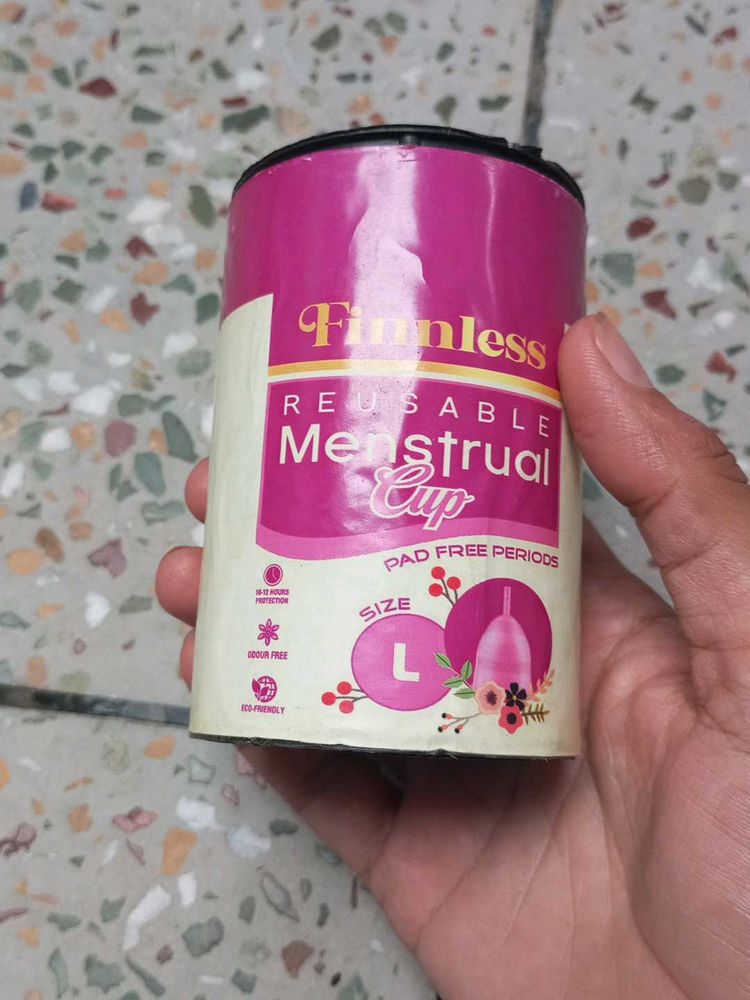 Finnless
REUSABLE
Menstrual
Cup
PAD FREE PERIODS
10-12 HOURS
PROTECTION
SIZE
L
ODOUR FREE
ECO-FRIENDLY